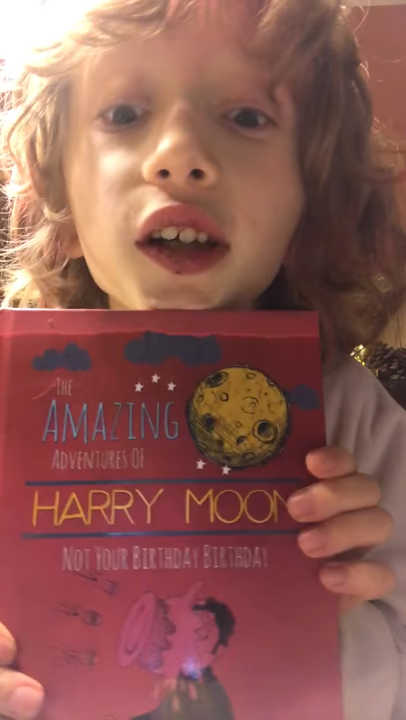 THE
AMAZING
ADVENTURES OF
HARRY MOON
NOT YOUR BIRTHDAY BIRTHDAY